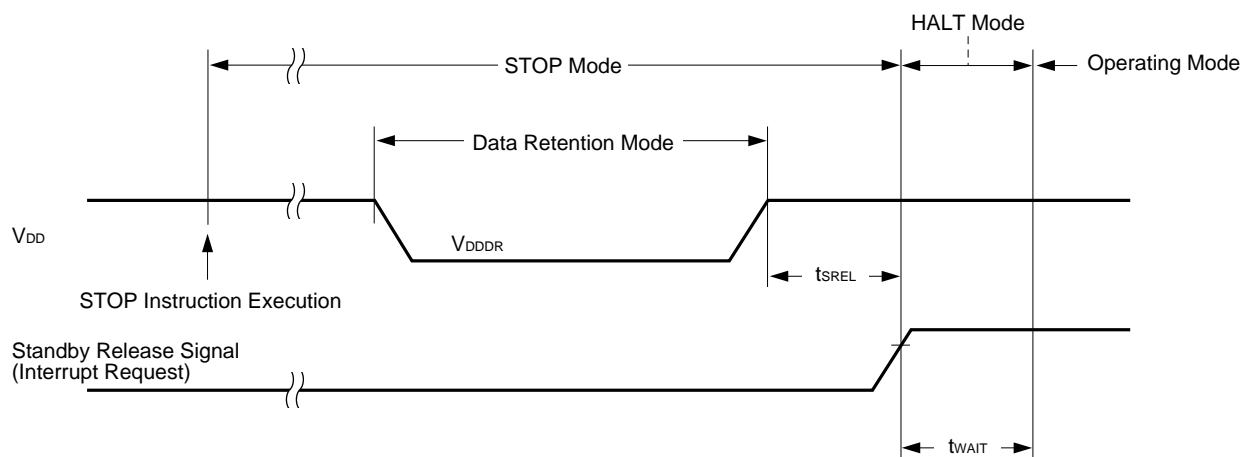 HALT Mode
STOP Mode
Operating Mode
Data Retention Mode
VDD
VDDDR
tSREL
STOP Instruction Execution
Standby Release Signal
(Interrupt Request)
tWAIT